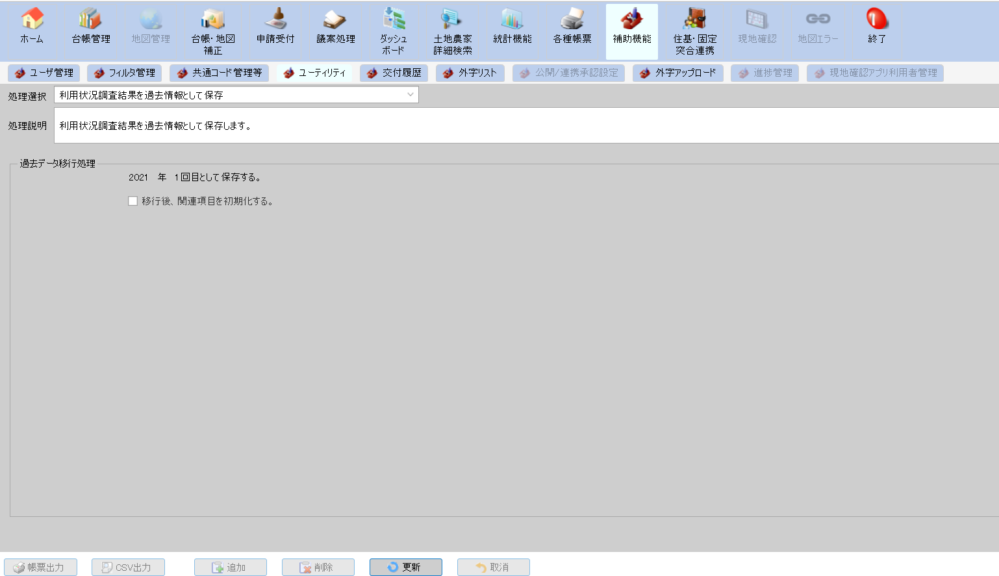 ホーム
台帳管理
地図管理
台帳・地図
補正
申請受付
議案処理
ダッシュ
ボード
土地農家
詳細検索
統計機能
各種帳票
補助機能
住基・固定
突合連携
現地確認
地図エラー
終了
ユーザ管理
フィルタ管理
共通コード管理等
ユーティリティ
交付履歴
外字リスト
公開/連携承認設定
外字アップロード
進捗管理
現地確認アプリ利用者管理
処理選択
利用状況調査結果を過去情報として保存
処理説明
利用状況調査結果を過去情報として保存します。
過去データ移行処理
2021 年 1回目として保存する。
移行後、関連項目を初期化する。
帳票出力
CSV出力
追加
削除
更新
取消